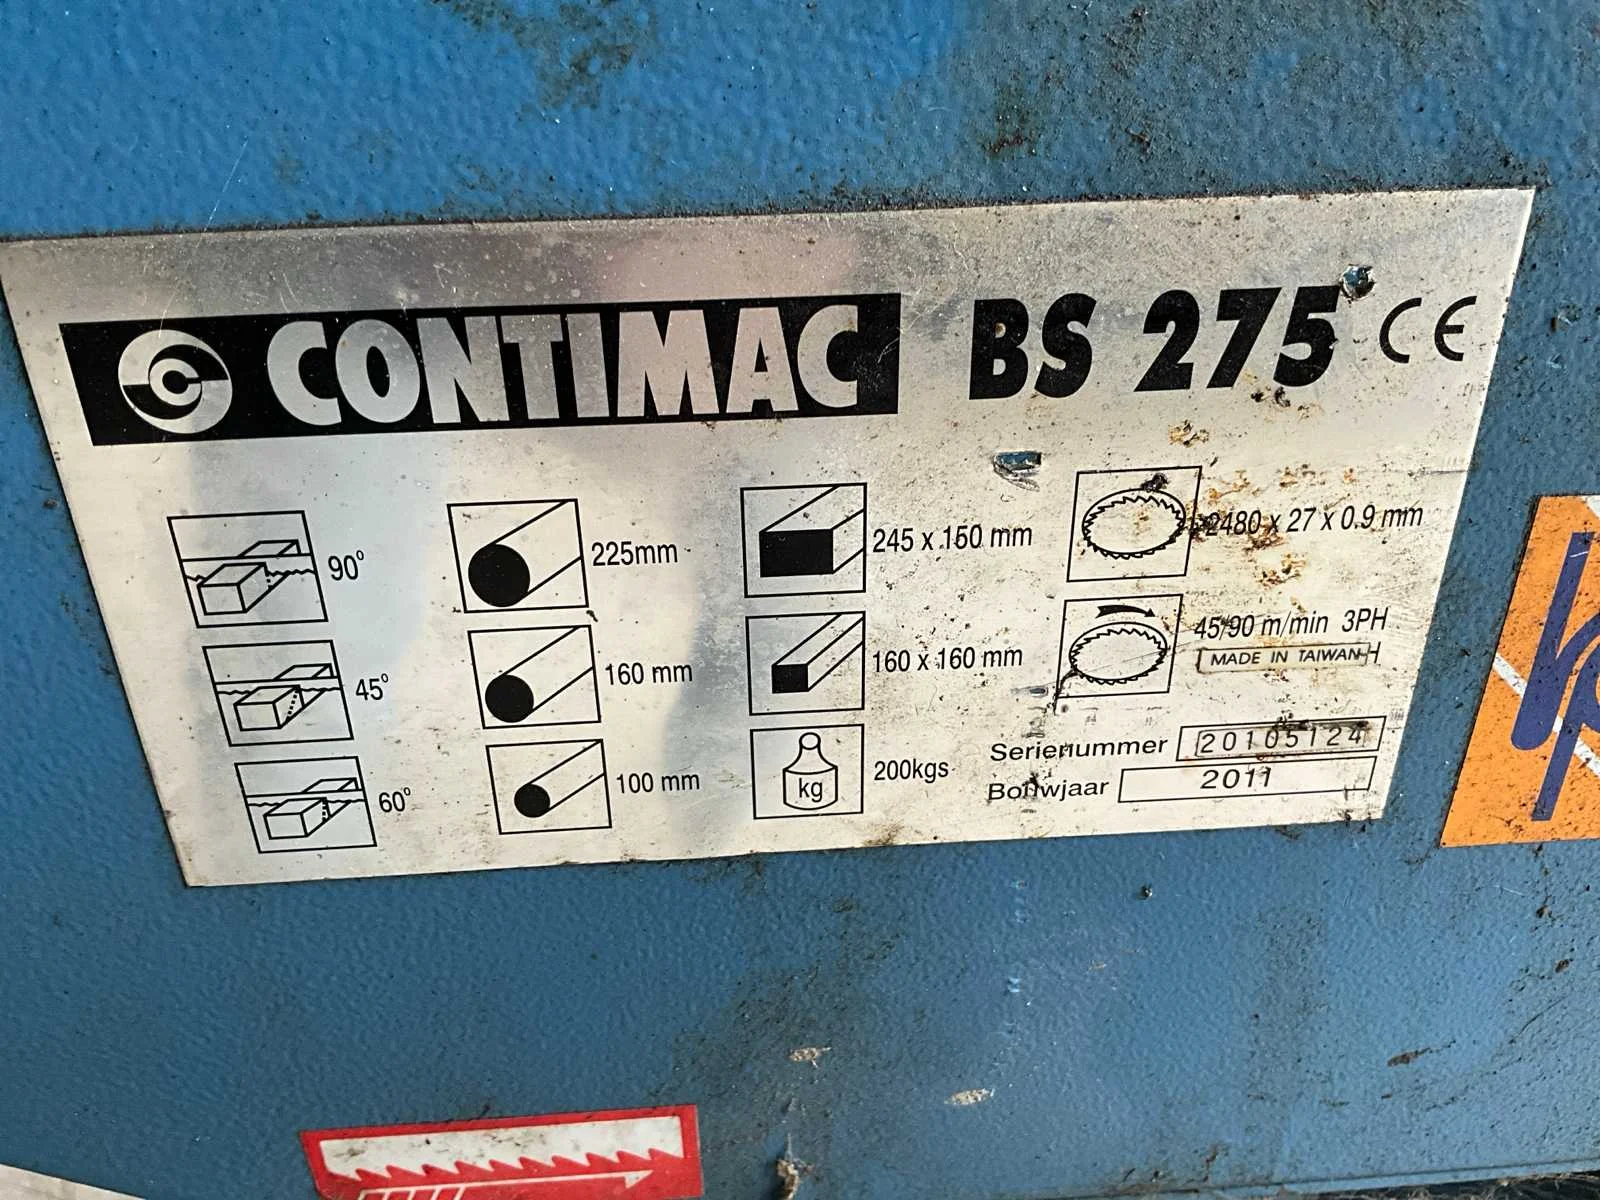 CONTIMAC BS 275 CE
90° 225mm 245 x 150 mm 2480 x 27 x 0.9 mm
45° 160 mm 160 x 160 mm 45/90 m/min 3PH
MADE IN TAIWAN
60° 100 mm kg 200kgs
Serienummer 20105124
Bouwjaar 2011